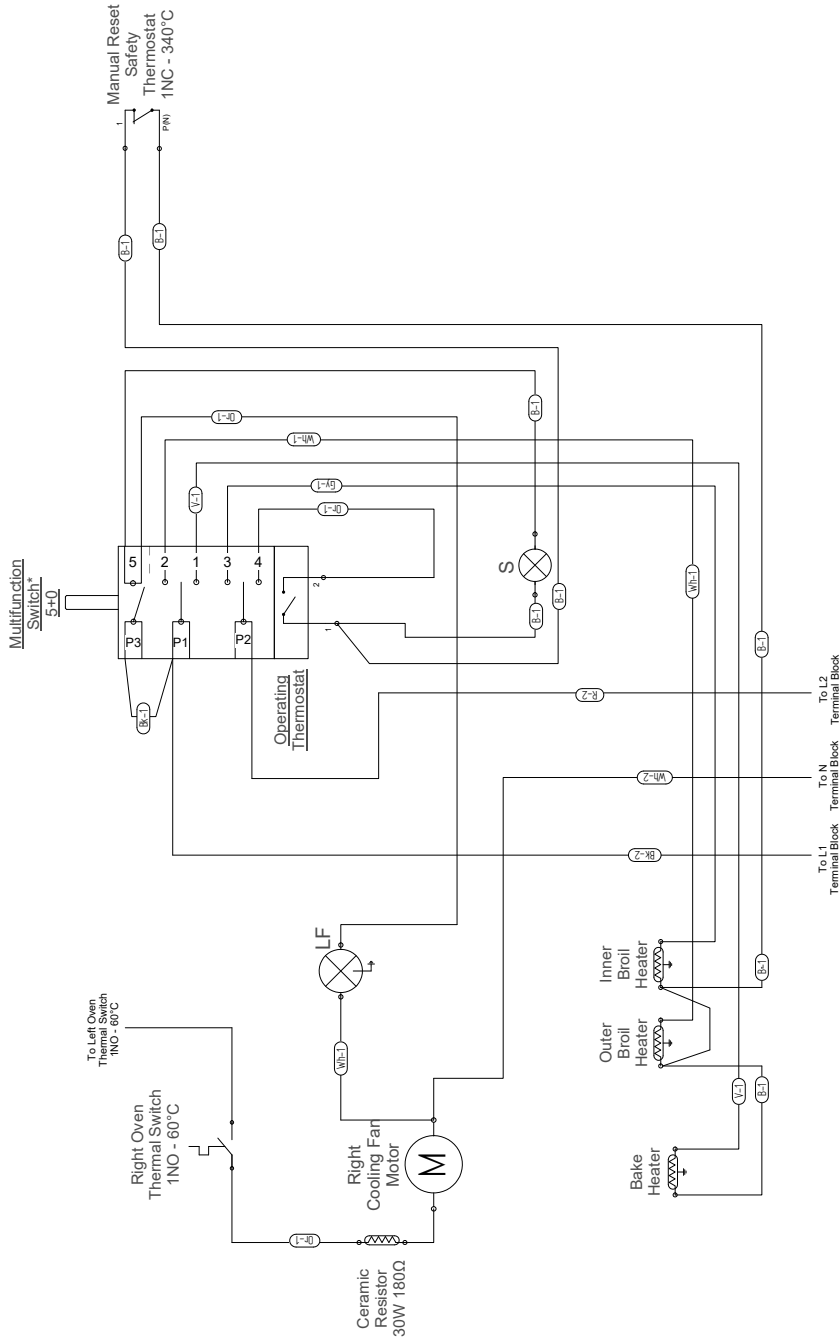 Manual Reset
Safety
Thermostat
1NC - 340°C
1
P(N)
B-1
B-1
Multifunction
Switch*
5+0
5
2
1
3
4
P3
P1
P2
Or-1
Wh-1
V-1
Gy-1
Or-1
B-1
Bk-1
Operating
Thermostat
1
2
S
B-1
B-1
Wh-1
B-1
R-2
Wh-2
Bk-2
To L2
Terminal Block
To N
Terminal Block
To L1
Terminal Block
LF
Wh-1
To Left Oven
Thermal Switch
1NO - 60°C
Right Oven
Thermal Switch
1NO - 60°C
Right
Cooling Fan
Motor
M
Or-1
Ceramic
Resistor
30W 180Ω
Inner
Broil
Heater
Outer
Broil
Heater
Bake
Heater
B-1
V-1
B-1